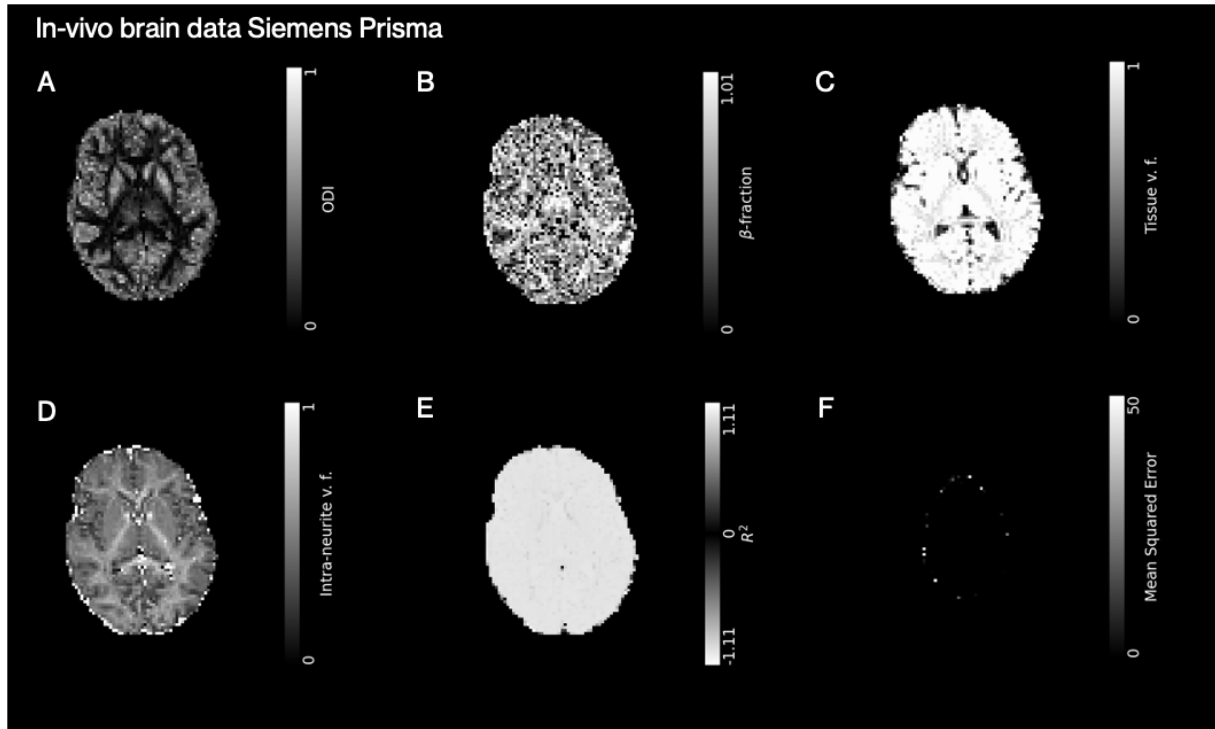 In-vivo brain data Siemens Prisma
A
1
ODI
0
B
1.01
β-fraction
0
C
1
Tissue v. f.
0
D
1
Intra-neurite v. f.
0
E
1.11
0
R²
-1.11
F
50
Mean Squared Error
0